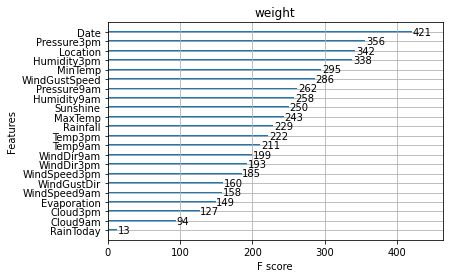 weight
Date 421
Pressure3pm 356
Location 342
Humidity3pm 338
MinTemp 295
WindGustSpeed 286
Pressure9am 262
Humidity9am 258
Sunshine 250
MaxTemp 243
Rainfall 229
Temp3pm 222
Temp9am 211
WindDir9am 199
WindDir3pm 193
WindSpeed3pm 185
WindGustDir 160
WindSpeed9am 158
Evaporation 149
Cloud3pm 127
Cloud9am 94
RainToday 13
Features
0 100 200 300 400
F score